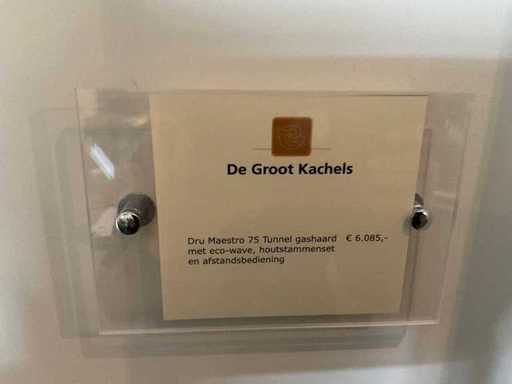 De Groot Kachels
Dru Maestro 75 Tunnel gashaard € 6.085,-
met eco-wave, houtstammenset
en afstandsbediening